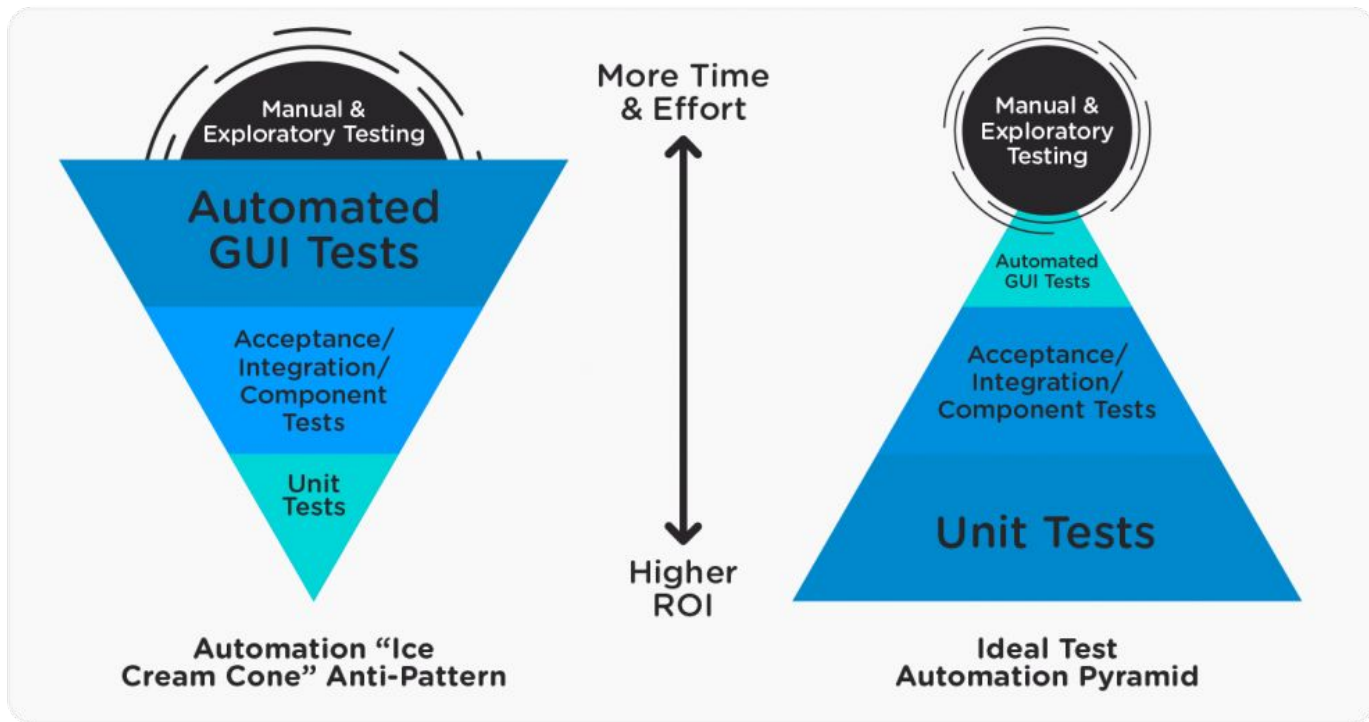 Manual &
Exploratory Testing
Automated
GUI Tests
Acceptance/
Integration/
Component
Tests
Unit
Tests
Automation “Ice
Cream Cone” Anti-Pattern
More Time
& Effort
Higher
ROI
Manual &
Exploratory
Testing
Automated
GUI Tests
Acceptance/
Integration/
Component Tests
Unit Tests
Ideal Test
Automation Pyramid